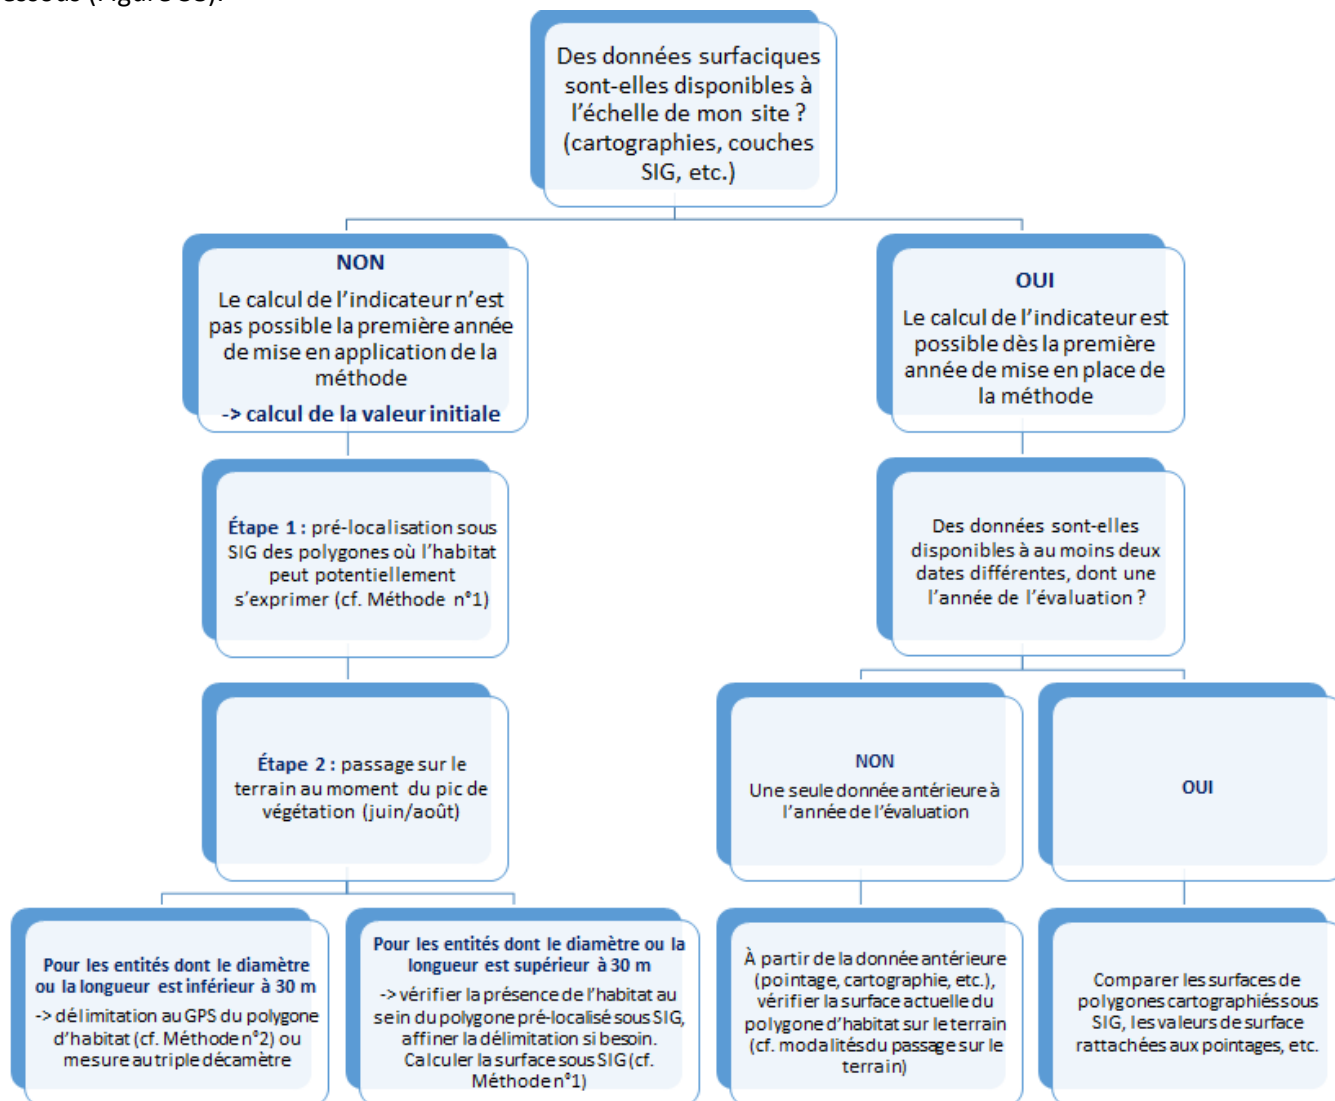 essous (Figure 33).
Des données surfaciques
sont-elles disponibles à
l’échelle de mon site ?
(cartographies, couches
SIG, etc.)
NON
Le calcul de l’indicateur n’est
pas possible la première année
de mise en application de la
méthode
-> calcul de la valeur initiale
OUI
Le calcul de l’indicateur est
possible dès la première
année de mise en place de
la méthode
Étape 1 : pré-localisation sous
SIG des polygones où l’habitat
peut potentiellement
s’exprimer (cf. Méthode n°1)
Des données sont-elles
disponibles à au moins deux
dates différentes, dont une
l’année de l’évaluation ?
Étape 2 : passage sur le
terrain au moment du pic de
végétation (juin/août)
NON
Une seule donnée antérieure à
l’année de l’évaluation
OUI
Pour les entités dont le diamètre
ou la longueur est inférieur à 30 m
-> délimitation au GPS du polygone
d’habitat (cf. Méthode n°2) ou
mesure au triple décamètre
Pour les entités dont le diamètre ou la
longueur est supérieur à 30 m
-> vérifier la présence de l’habitat au
sein du polygone pré-localisé sous SIG,
affiner la délimitation si besoin.
Calculer la surface sous SIG (cf.
Méthode n°1)
À partir de la donnée antérieure
(pointage, cartographie, etc.),
vérifier la surface actuelle du
polygone d’habitat sur le terrain
(cf. modalités du passage sur le
terrain)
Comparer les surfaces de
polygones cartographiés sous
SIG, les valeurs de surface
rattachées aux pointages, etc.